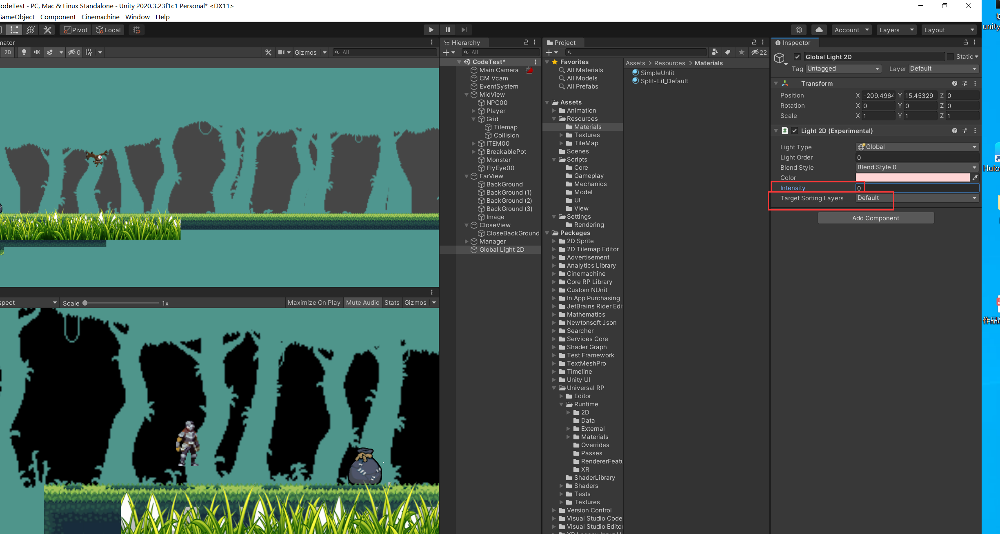 CodeTest - PC, Mac & Linux Standalone - Unity 2020.3.23f1c1 Personal* <DX11>
GameObject Component Cinemachine Window Help
Pivot Local
Account Layers Layout
unity
mator
2D 0 Gizmos All
Hierarchy
All
CodeTest*
Main Camera
CM Vcam
EventSystem
MidView
NPC00
Player
Grid
Tilemap
Collision
ITEM00
BreakablePot
Monster
FlyEye00
FarView
BackGround
BackGround (1)
BackGround (2)
BackGround (3)
Image
CloseView
CloseBackGround
Manager
Global Light 2D
Project
22
Favorites
All Materials
All Models
All Prefabs
Assets
Animation
Resources
Materials
Textures
TileMap
Scenes
Scripts
Core
Gameplay
Mechanics
Model
UI
View
Settings
Rendering
Packages
2D Sprite
2D Tilemap Editor
Advertisement
Analytics Library
Cinemachine
Core RP Library
Custom NUnit
In App Purchasing
JetBrains Rider Edi
Mathematics
Newtonsoft Json
Searcher
Services Core
Shader Graph
Test Framework
TextMeshPro
Timeline
Unity UI
Universal RP
Editor
Runtime
2D
Data
External
Materials
Overrides
Passes
RendererFeatu
XR
ShaderLibrary
Shaders
Tests
Textures
Version Control
Visual Studio Code
Visual Studio Editor
Assets > Resources > Materials
SimpleUnlit
Split-Lit_Default
Inspector
Global Light 2D Static
Tag Untagged Layer Default
Transform
Position X -209.4964 Y 15.45329 Z 0
Rotation X 0 Y 0 Z 0
Scale X 1 Y 1 Z 1
Light 2D (Experimental)
Light Type Global
Light Order 0
Blend Style Blend Style 0
Color
Intensity 0
Target Sorting Layers Default
Add Component
Huio
作品
spect Scale 1x Maximize On Play Mute Audio Stats Gizmos